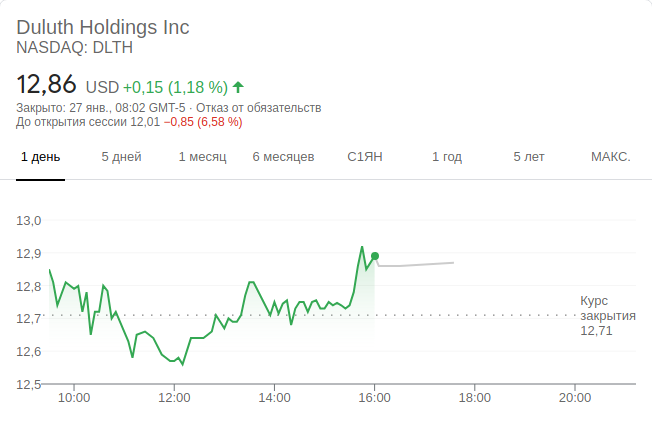 Duluth Holdings Inc
NASDAQ: DLTH
12,86 USD +0,15 (1,18 %)
Закрыто: 27 янв., 08:02 GMT-5 · Отказ от обязательств
До открытия сессии 12,01 −0,85 (6,58 %)
1 день 5 дней 1 месяц 6 месяцев С1ЯН 1 год 5 лет МАКС.
13,0
12,9
12,8
12,7
12,6
12,5
Курс
закрытия
12,71
10:00 12:00 14:00 16:00 18:00 20:00